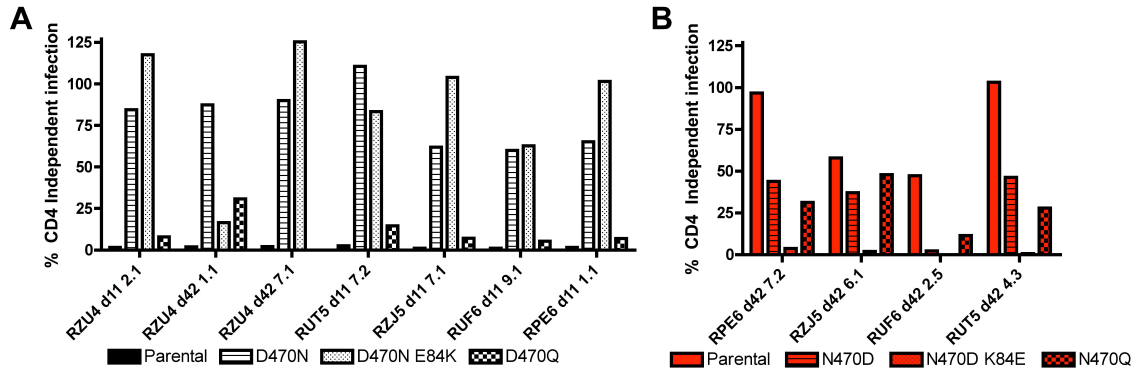 A
% CD4 Independent infection
125
100
75
50
25
0
RZU4 d11 2.1
RZU4 d42 1.1
RZU4 d42 7.1
RUT5 d11 7.2
RZJ5 d11 7.1
RUF6 d11 9.1
RPE6 d11 1.1
Parental D470N D470N E84K D470Q
B
% CD4 Independent infection
125
100
75
50
25
0
RPE6 d42 7.2
RZJ5 d42 6.1
RUF6 d42 2.5
RUT5 d42 4.3
Parental N470D N470D K84E N470Q